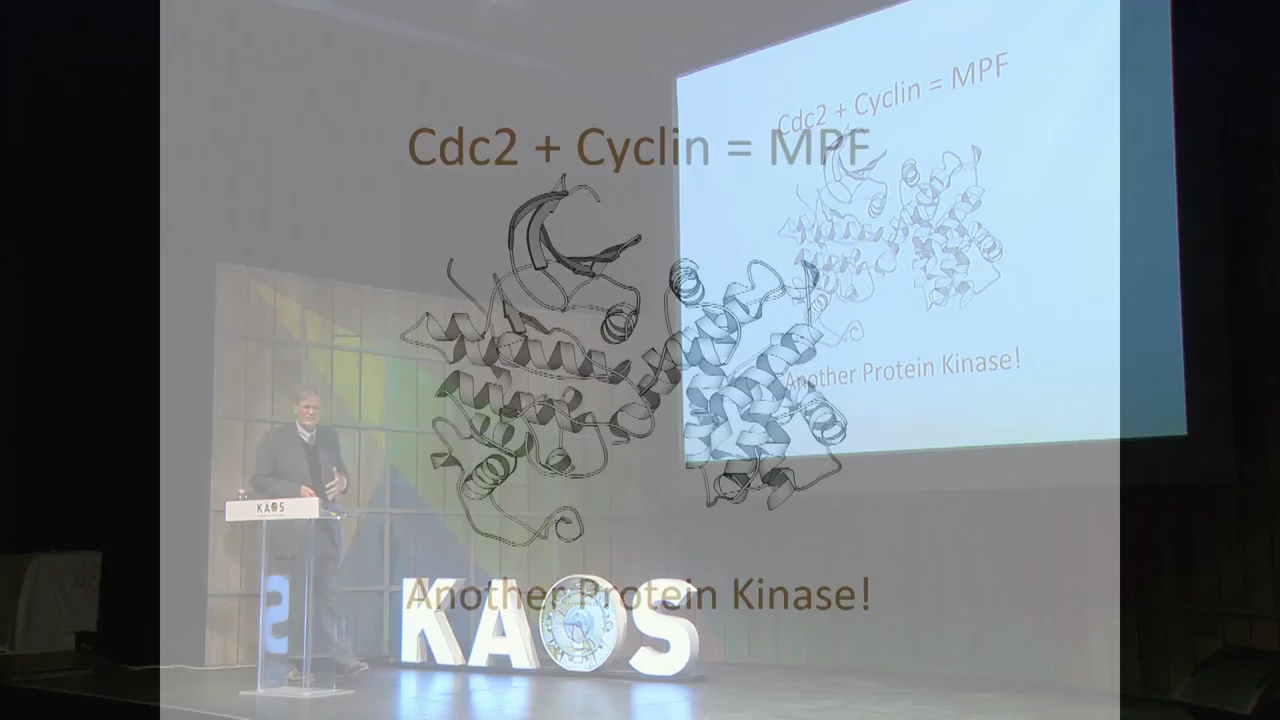 Cdc2 + Cyclin = MPF
Another Protein Kinase!
Cdc2 + Cyclin = MPF
Another Protein Kinase!
KAOS
KAOS